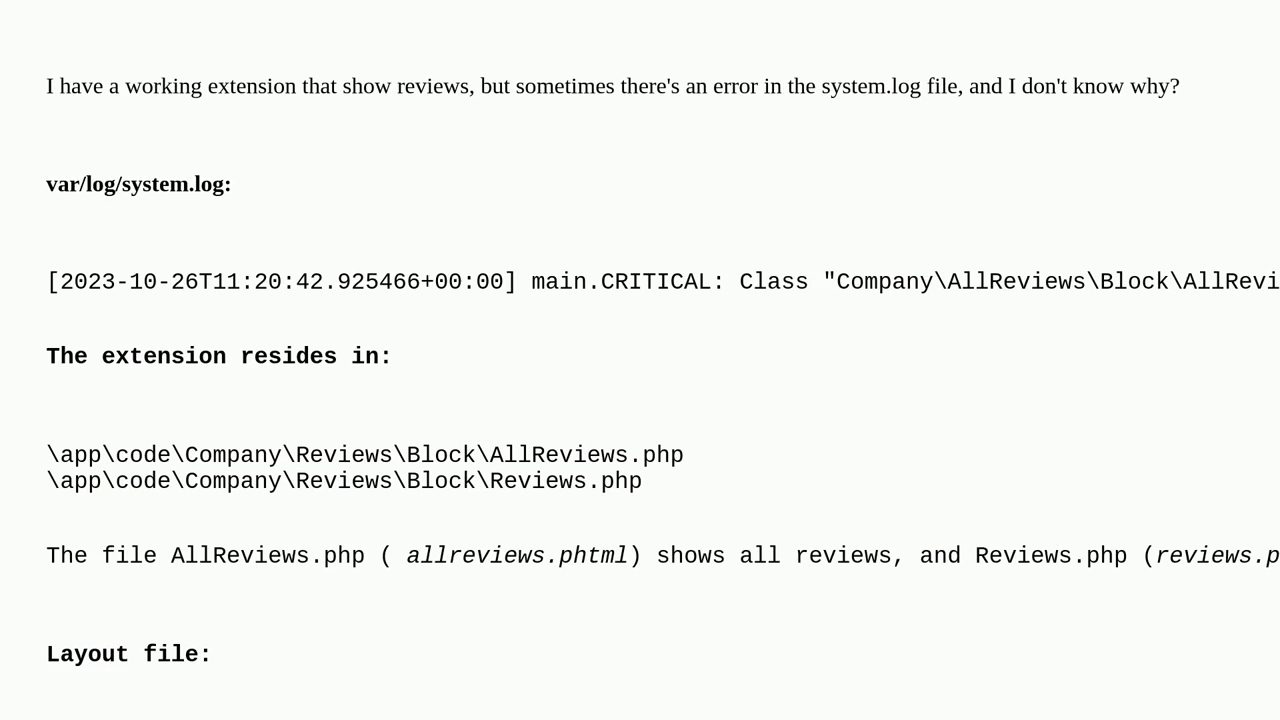 I have a working extension that show reviews, but sometimes there's an error in the system.log file, and I don't know why?
var/log/system.log:
[2023-10-26T11:20:42.925466+00:00] main.CRITICAL: Class "Company\AllReviews\Block\AllRevi
The extension resides in:
\app\code\Company\Reviews\Block\AllReviews.php
\app\code\Company\Reviews\Block\Reviews.php
The file AllReviews.php ( allreviews.phtml) shows all reviews, and Reviews.php (reviews.p
Layout file: